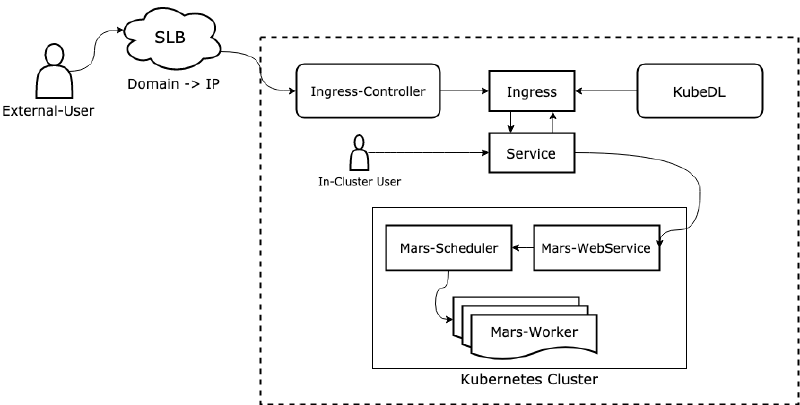 SLB
External-User
Domain -> IP
Ingress-Controller
Ingress
KubeDL
Service
In-Cluster User
Mars-Scheduler
Mars-WebService
Mars-Worker
Kubernetes Cluster